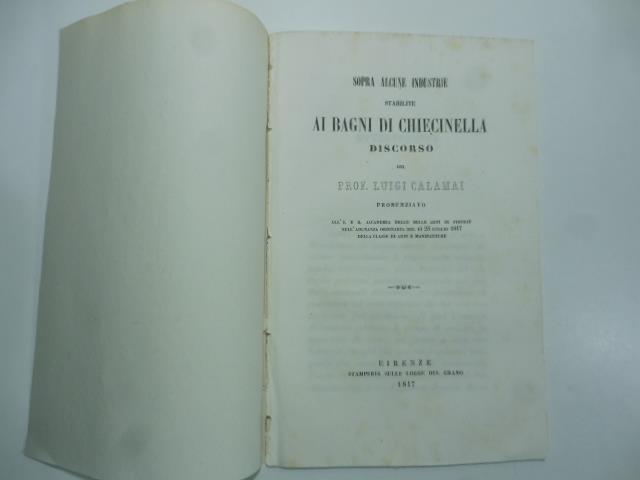 SOPRA ALCUNE INDUSTRIE
STABILITE
AI BAGNI DI CHIECINELLA
DISCORSO
DEL
PROF. LUIGI CALAMAI
PRONUNZIATO
ALL' I. E R. ACCADEMIA DELLE BELLE ARTI DI FIRENZE
NELL' ADUNANZA ORDINARIA DEL DÌ 25 LUGLIO 1847
DELLA CLASSE DI ARTI E MANIFATTURE
FIRENZE
STAMPERIA SULLE LOGGE DEL GRANO
1847